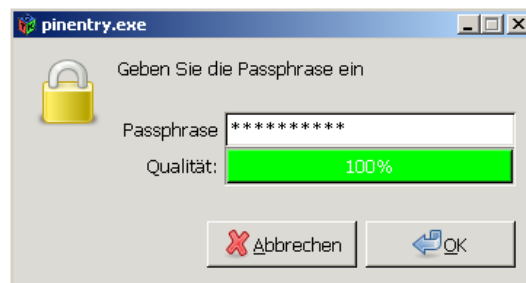 pinentry.exe
Geben Sie die Passphrase ein
Passphrase **********
Qualität: 100%
Abbrechen OK